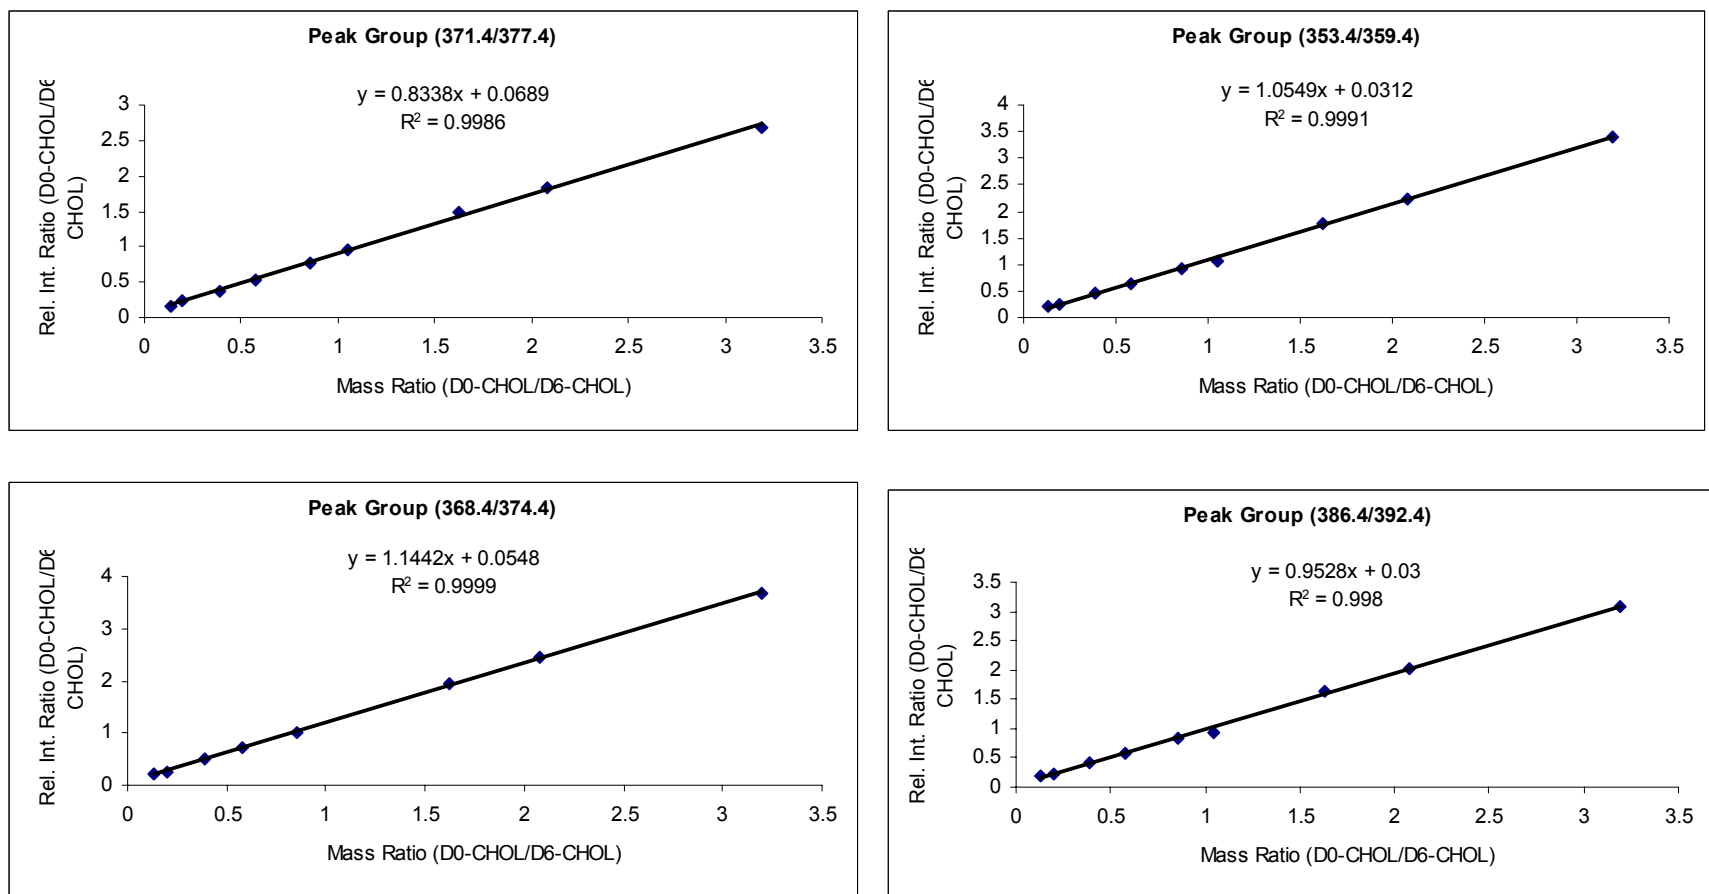 Peak Group (371.4/377.4)
y = 0.8338x + 0.0689
R² = 0.9986
Rel. Int. Ratio (D0-CHOL/D6
CHOL)
3
2.5
2
1.5
1
0.5
0
0 0.5 1 1.5 2 2.5 3 3.5
Mass Ratio (D0-CHOL/D6-CHOL)
Peak Group (353.4/359.4)
y = 1.0549x + 0.0312
R² = 0.9991
Rel. Int. Ratio (D0-CHOL/D6
CHOL)
4
3.5
3
2.5
2
1.5
1
0.5
0
0 0.5 1 1.5 2 2.5 3 3.5
Mass Ratio (D0-CHOL/D6-CHOL)
Peak Group (368.4/374.4)
y = 1.1442x + 0.0548
R² = 0.9999
Rel. Int. Ratio (D0-CHOL/D6
CHOL)
4
3
2
1
0
0 0.5 1 1.5 2 2.5 3 3.5
Mass Ratio (D0-CHOL/D6-CHOL)
Peak Group (386.4/392.4)
y = 0.9528x + 0.03
R² = 0.998
Rel. Int. Ratio (D0-CHOL/D6
CHOL)
3.5
3
2.5
2
1.5
1
0.5
0
0 0.5 1 1.5 2 2.5 3 3.5
Mass Ratio (D0-CHOL/D6-CHOL)